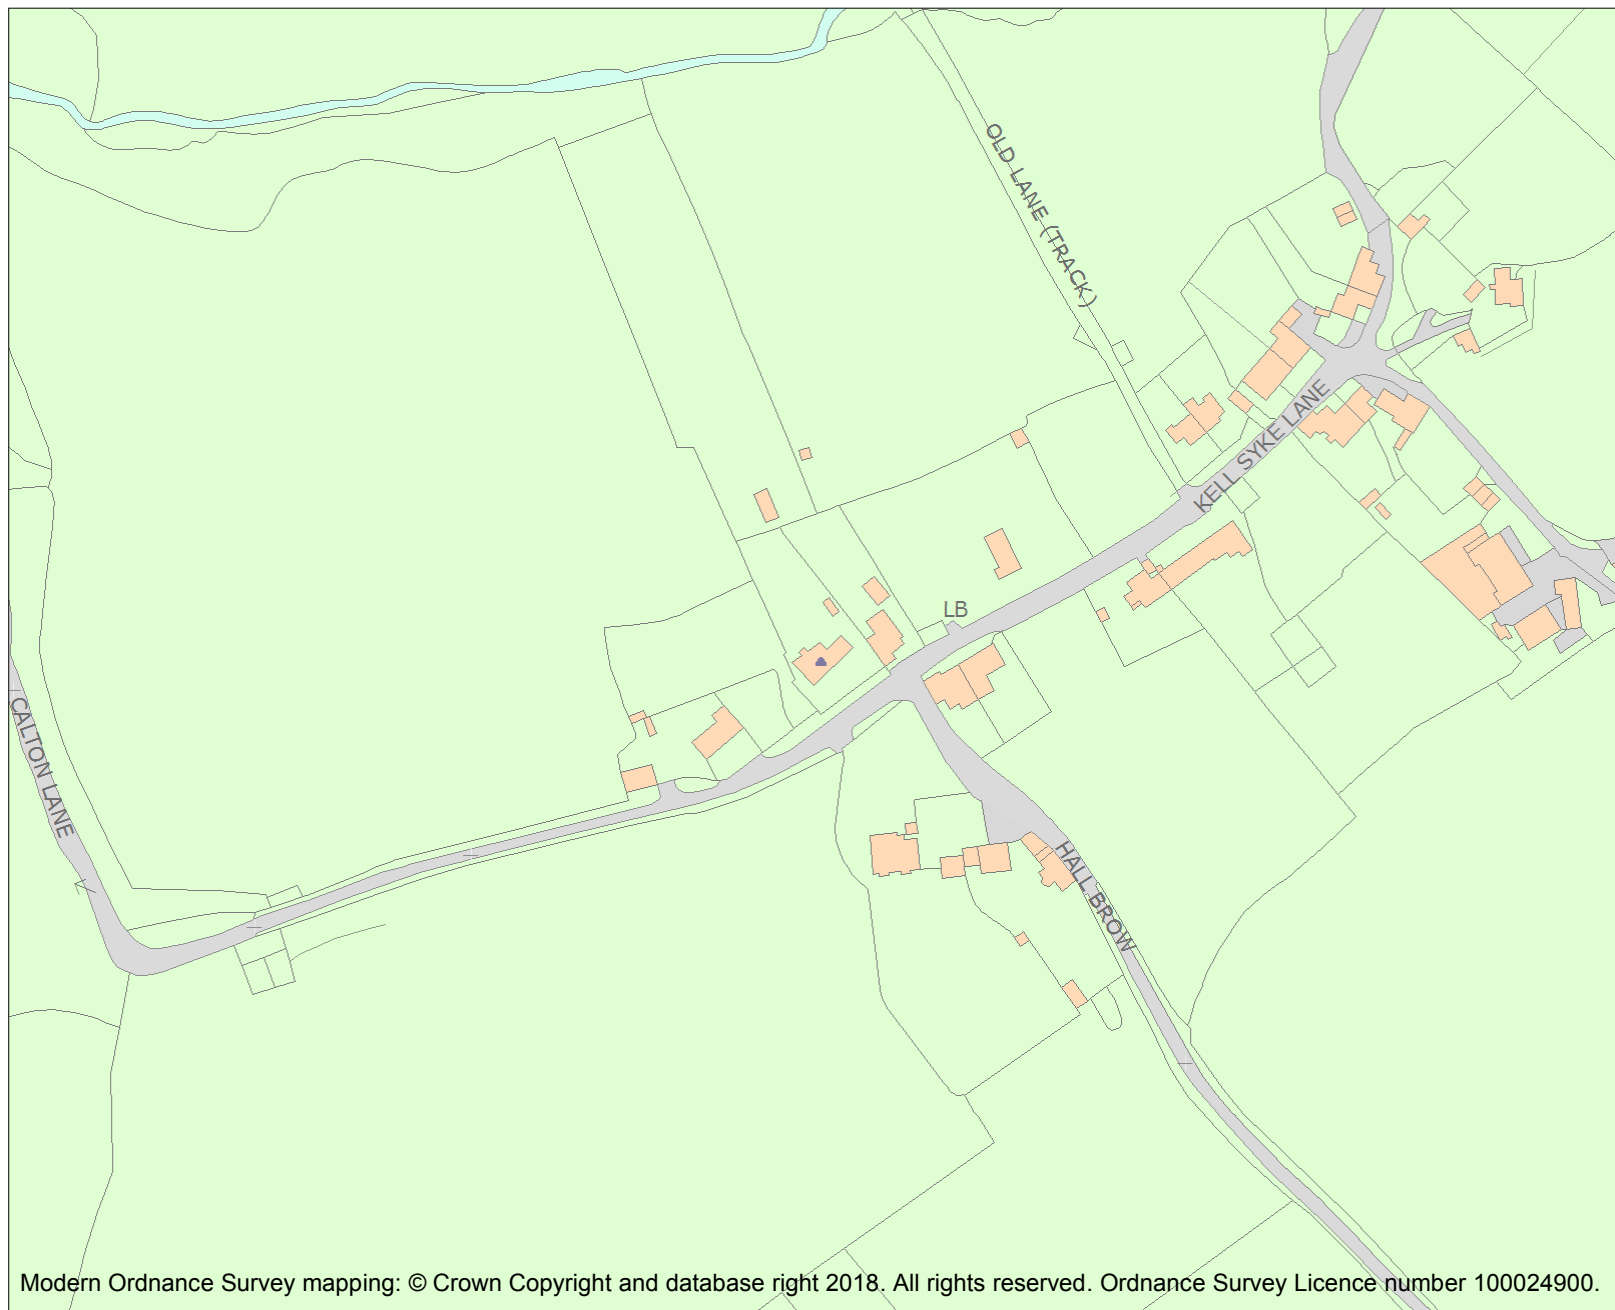 OLD LANE (TRACK)
KELL SYKE LANE
LB
CALTON LANE
HALL BROW
Modern Ordnance Survey mapping: © Crown Copyright and database right 2018. All rights reserved. Ordnance Survey Licence number 100024900.